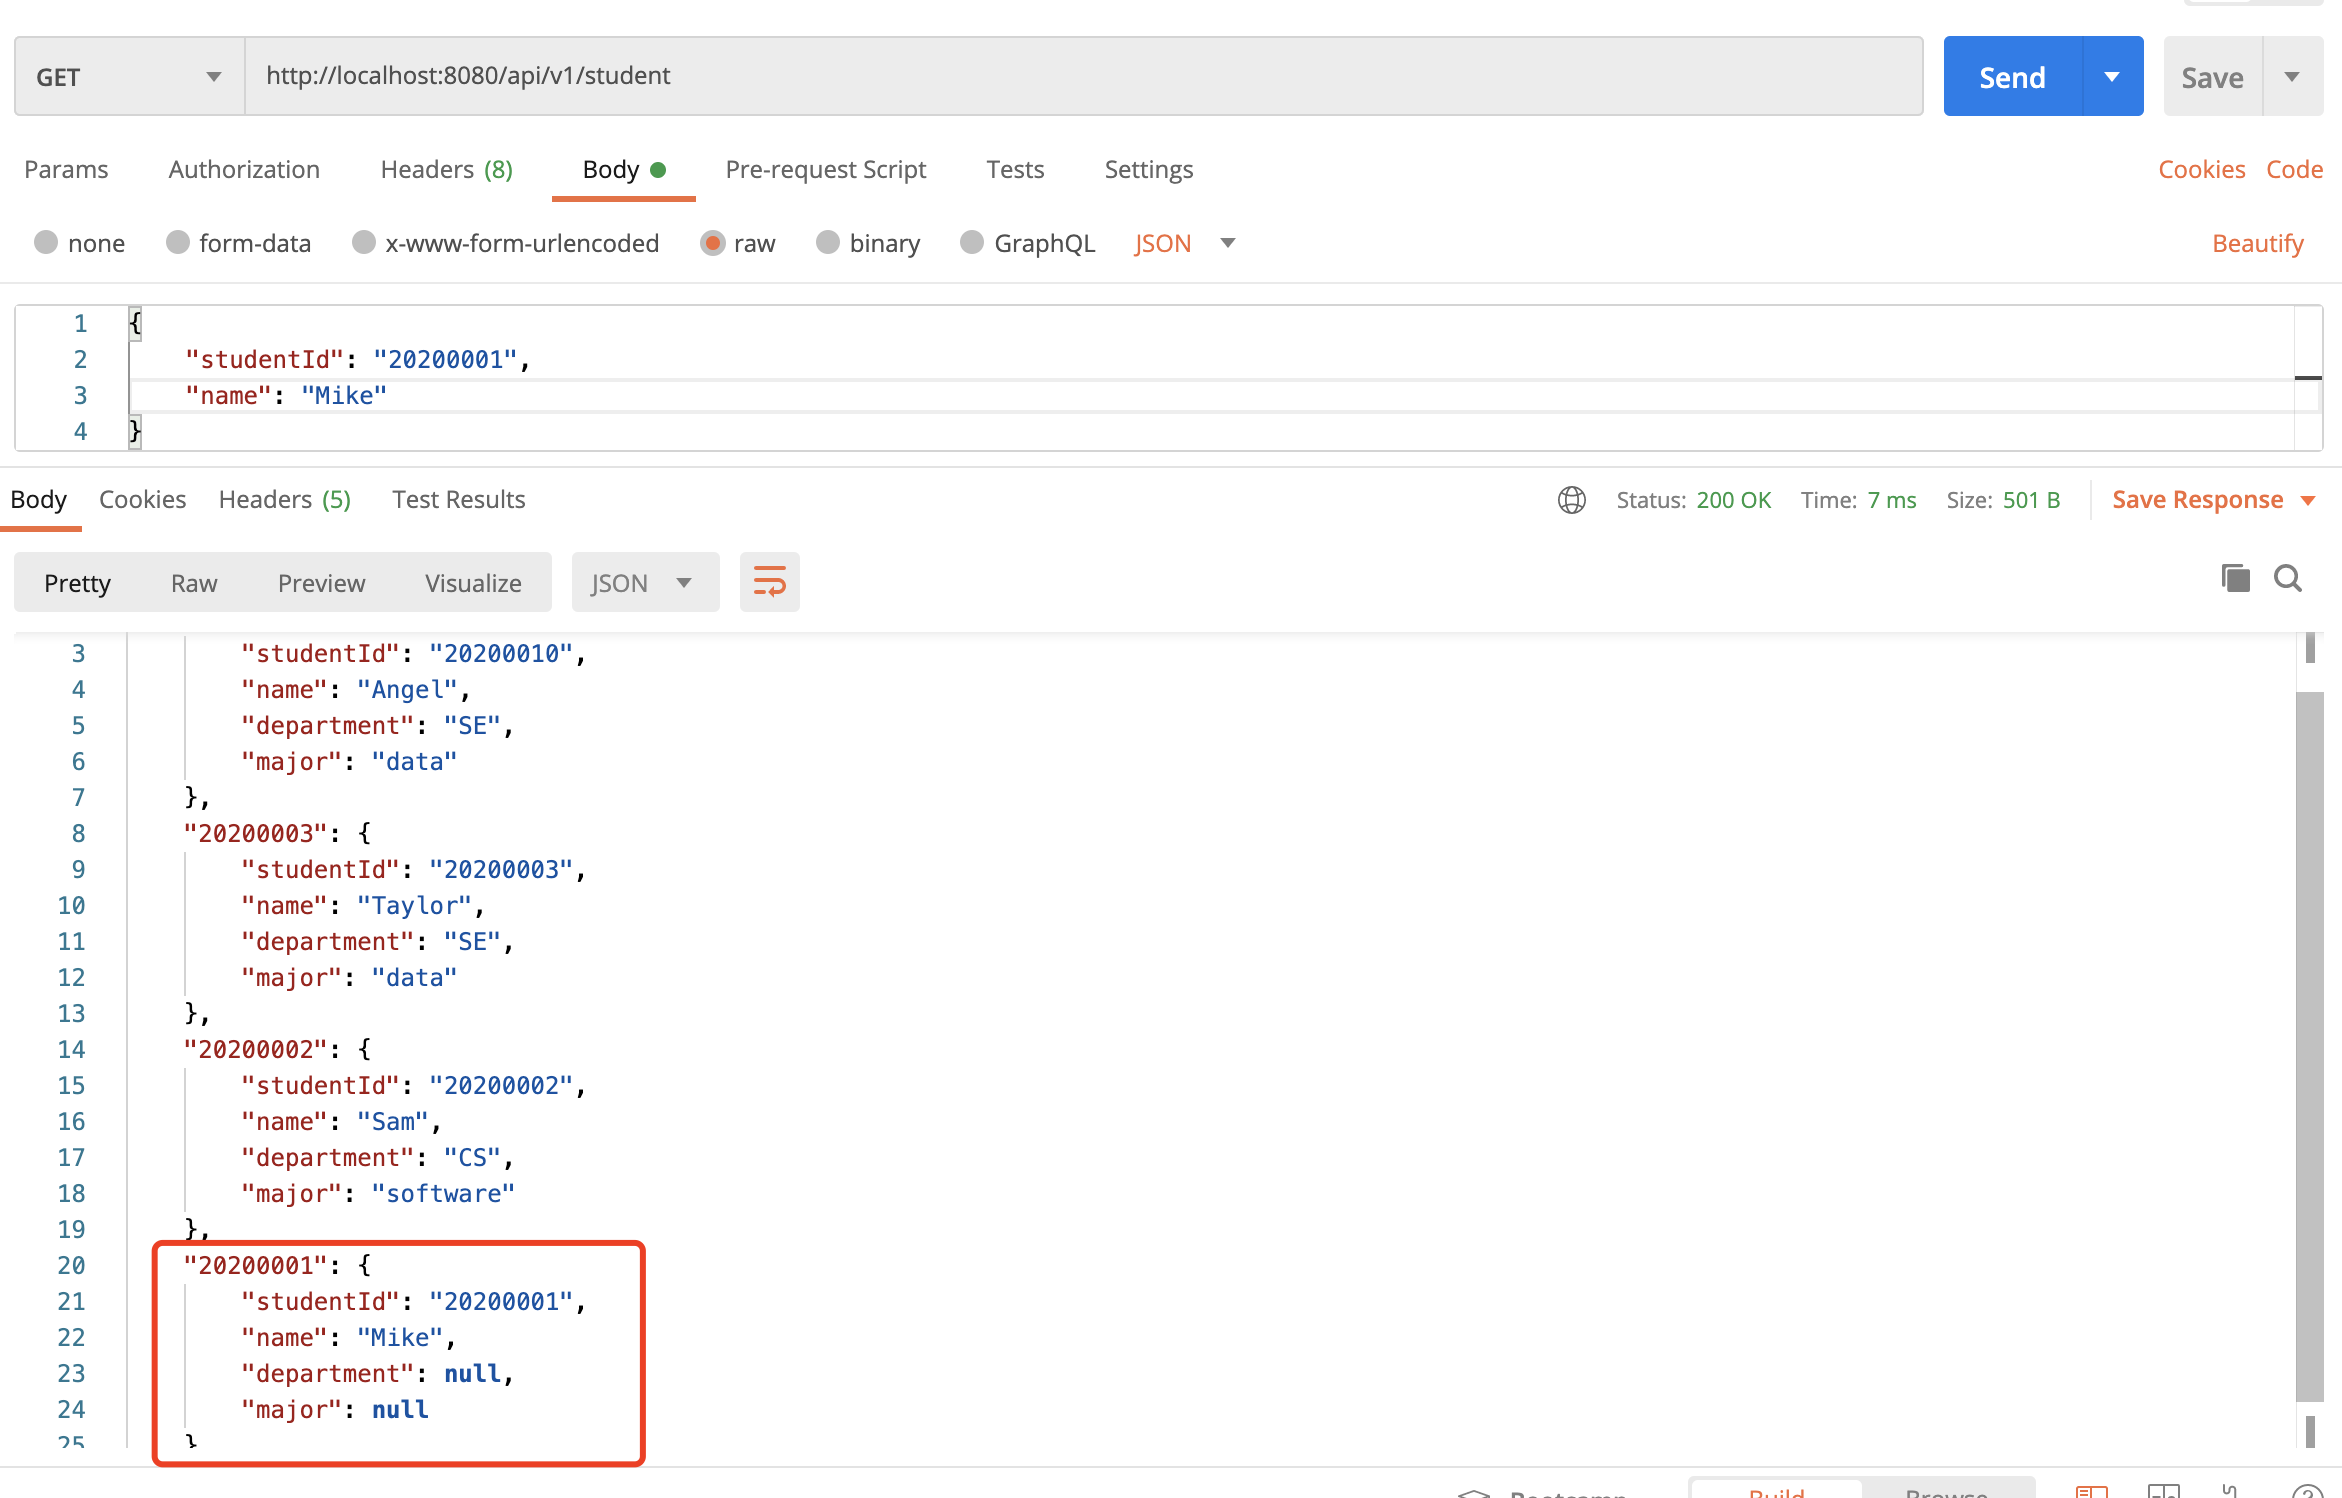 GET http://localhost:8080/api/v1/student Send Save
Params Authorization Headers (8) Body Pre-request Script Tests Settings Cookies Code
none form-data x-www-form-urlencoded raw binary GraphQL JSON Beautify
1 {
2 "studentId": "20200001",
3 "name": "Mike"
4 }
Body Cookies Headers (5) Test Results Status: 200 OK Time: 7 ms Size: 501 B Save Response
Pretty Raw Preview Visualize JSON
3 "studentId": "20200010",
4 "name": "Angel",
5 "department": "SE",
6 "major": "data"
7 },
8 "20200003": {
9 "studentId": "20200003",
10 "name": "Taylor",
11 "department": "SE",
12 "major": "data"
13 },
14 "20200002": {
15 "studentId": "20200002",
16 "name": "Sam",
17 "department": "CS",
18 "major": "software"
19 },
20 "20200001": {
21 "studentId": "20200001",
22 "name": "Mike",
23 "department": null,
24 "major": null
25 }
Bootcamp Build Browse